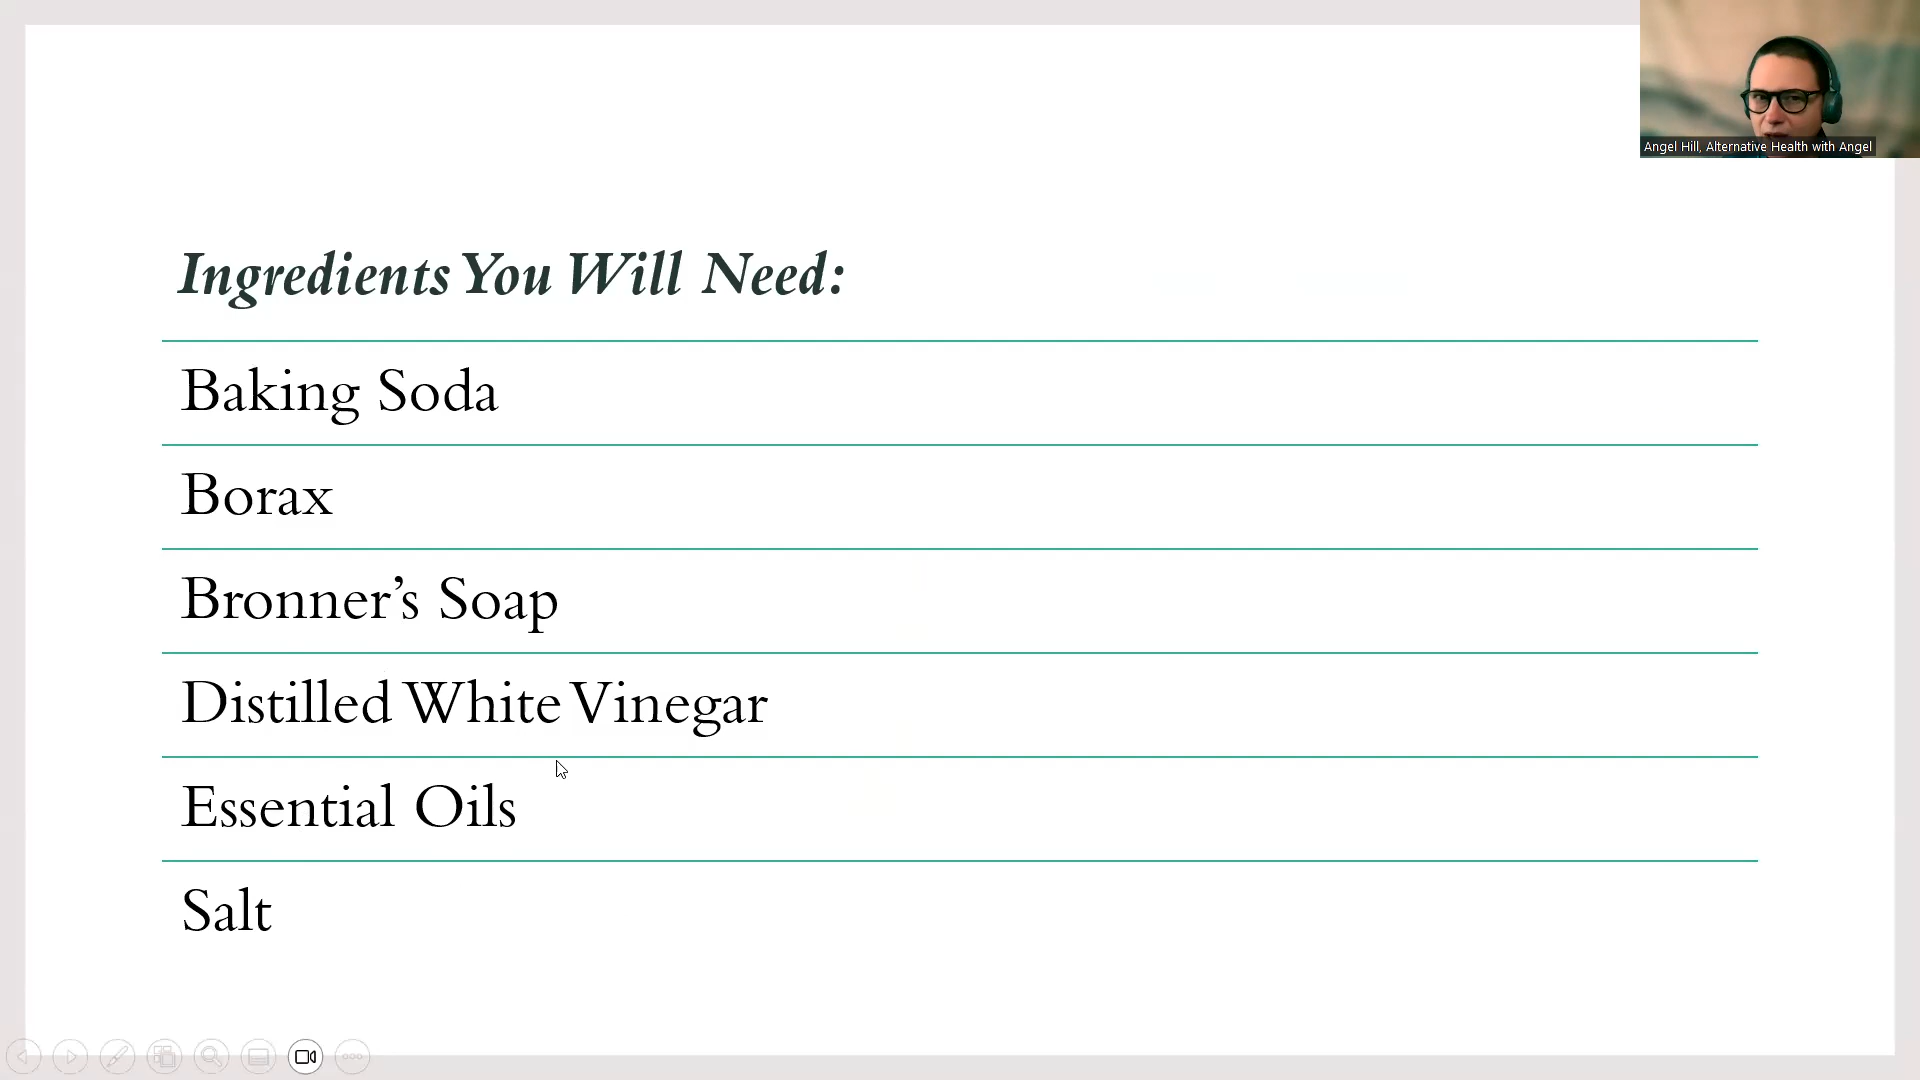 Angel Hill, Alternative Health with Angel
Ingredients You Will Need:
Baking Soda
Borax
Bronner’s Soap
Distilled White Vinegar
Essential Oils
Salt